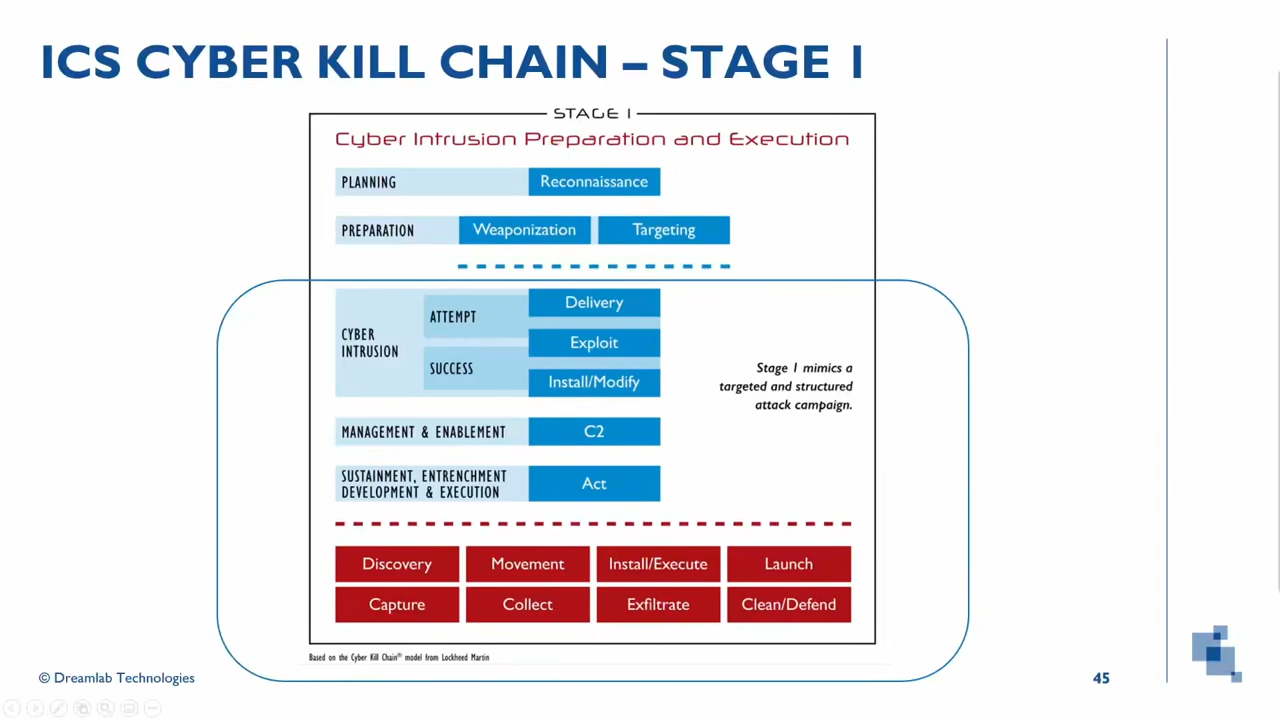 ICS CYBER KILL CHAIN – STAGE 1
STAGE 1
Cyber Intrusion Preparation and Execution
PLANNING
Reconnaissance
PREPARATION
Weaponization
Targeting
CYBER
INTRUSION
ATTEMPT
SUCCESS
Delivery
Exploit
Install/Modify
Stage 1 mimics a
targeted and structured
attack campaign.
MANAGEMENT & ENABLEMENT
C2
SUSTAINMENT, ENTRENCHMENT
DEVELOPMENT & EXECUTION
Act
Discovery
Movement
Install/Execute
Launch
Capture
Collect
Exfiltrate
Clean/Defend
Based on the Cyber Kill Chain® model from Lockheed Martin
© Dreamlab Technologies
45